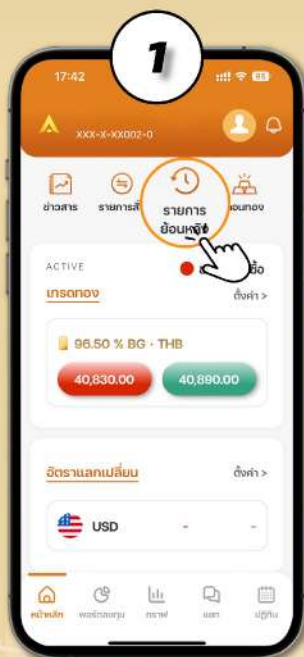 1
17:42
85
XXX-X-XX002-0
ข่าวสาร
รายการ
ย้อนหลัง
ACTIVE
เทรดทอง
ตั้งค่า >
96.50 % BG · THB
40,830.00
40,890.00
อัตราแลกเปลี่ยน
ตั้งค่า >
USD
-
-
หน้าหลัก
พอร์ตลงทุน
กราฟ
แชท
ปฏิทิน